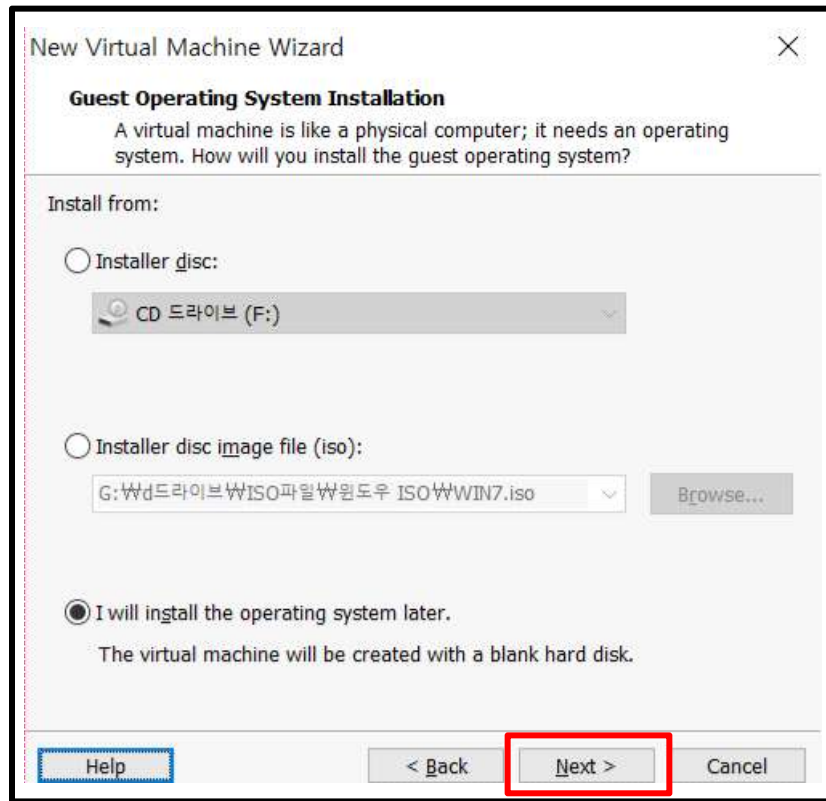 New Virtual Machine Wizard
Guest Operating System Installation
A virtual machine is like a physical computer; it needs an operating
system. How will you install the guest operating system?
Install from:
Installer disc:
CD 드라이브 (F:)
Installer disc image file (iso):
G:₩d드라이브₩ISO파일₩윈도우 ISO₩WIN7.iso
Browse...
I will install the operating system later.
The virtual machine will be created with a blank hard disk.
Help < Back Next > Cancel